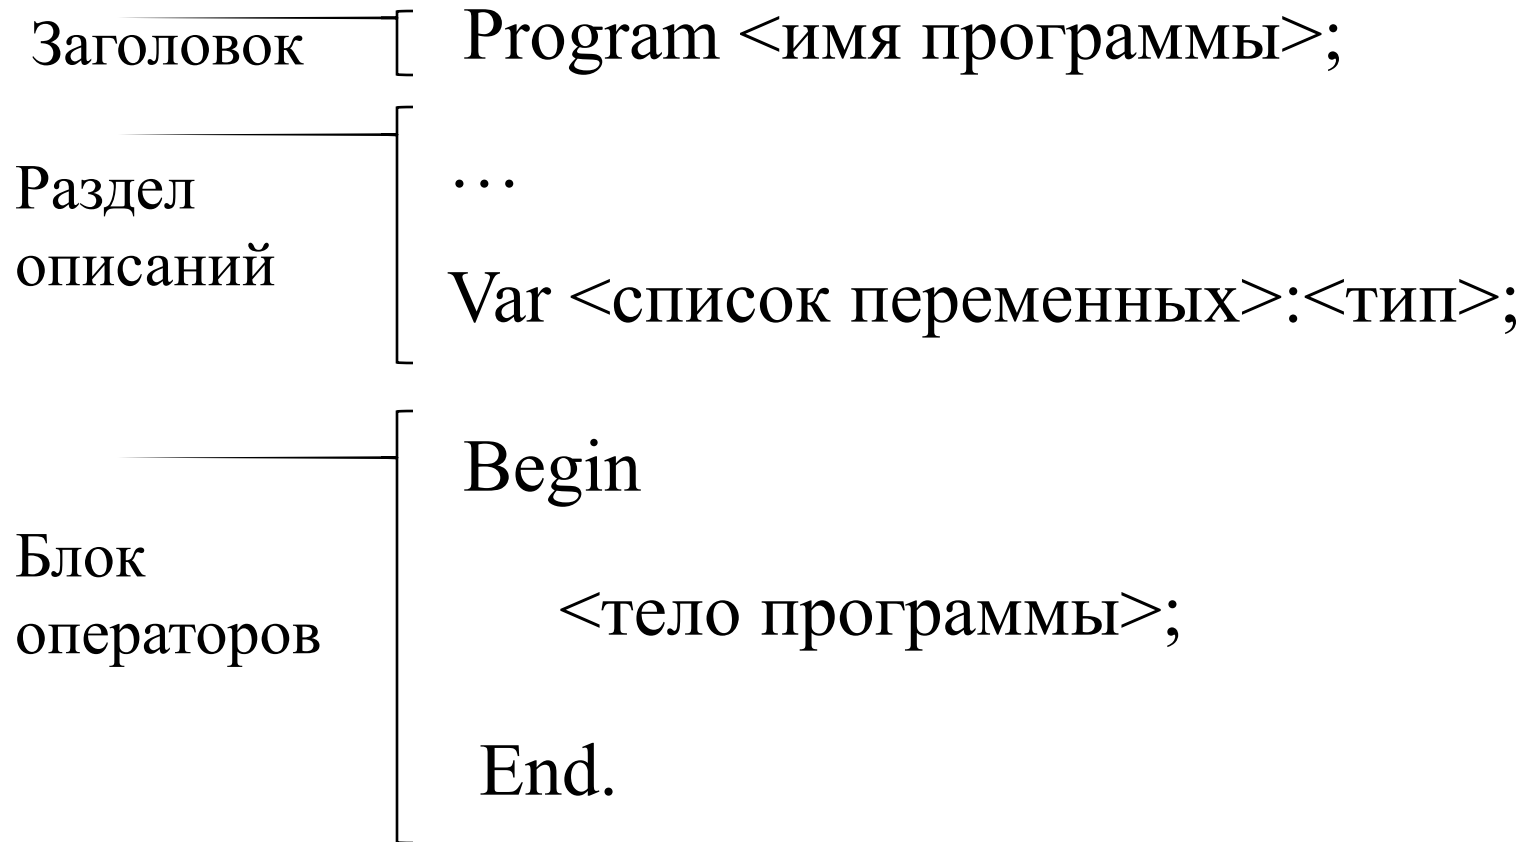 Заголовок
Program <имя программы>;
Раздел
описаний
…
Var <список переменных>:<тип>;
Блок
операторов
Begin
<тело программы>;
End.